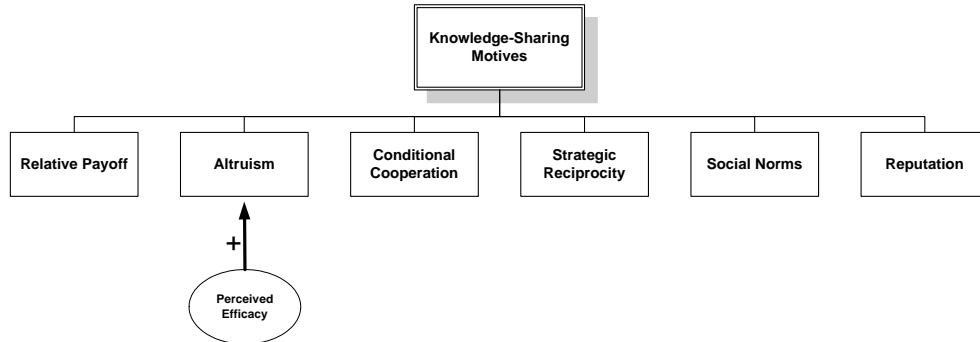 Knowledge-Sharing
Motives
Relative Payoff
Altruism
Conditional
Cooperation
Strategic
Reciprocity
Social Norms
Reputation
+
Perceived
Efficacy